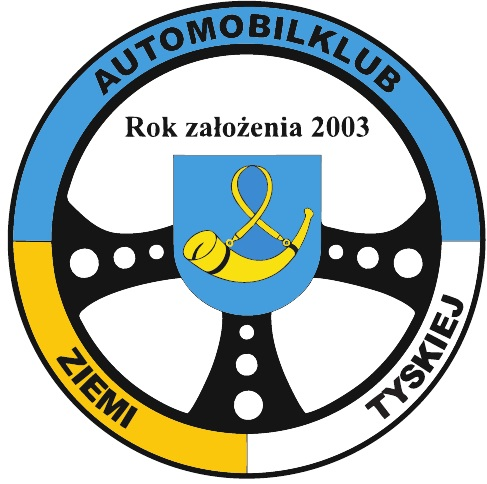 AUTOMOBILKLUB
Rok założenia 2003
ZIEMI
TYSKIEJ